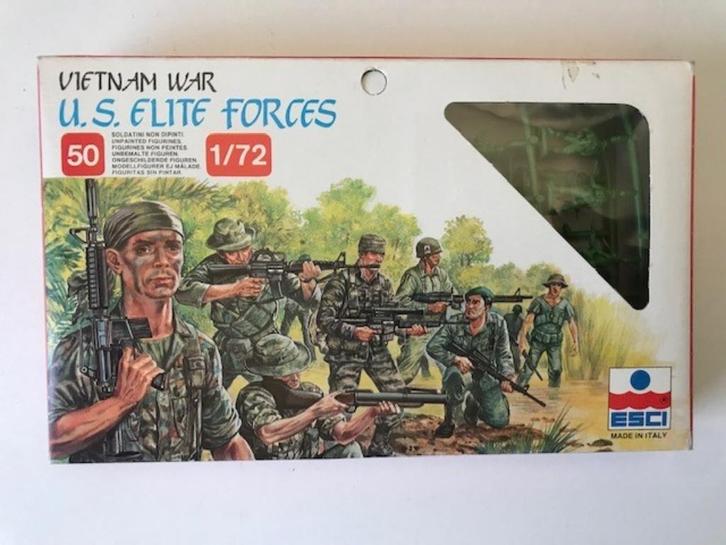 VIETNAM WAR
U.S. ELITE FORCES
50
SOLDATINI NON DIPINTI.
UNPAINTED FIGURINES.
FIGURINES NON PEINTES.
UNBEMALTE FIGUREN.
ONGESCHILDERDE FIGUREN.
MODELLFIGURER EJ MÅLADE.
FIGURITAS SIN PINTAR.
1/72
ESCI
MADE IN ITALY